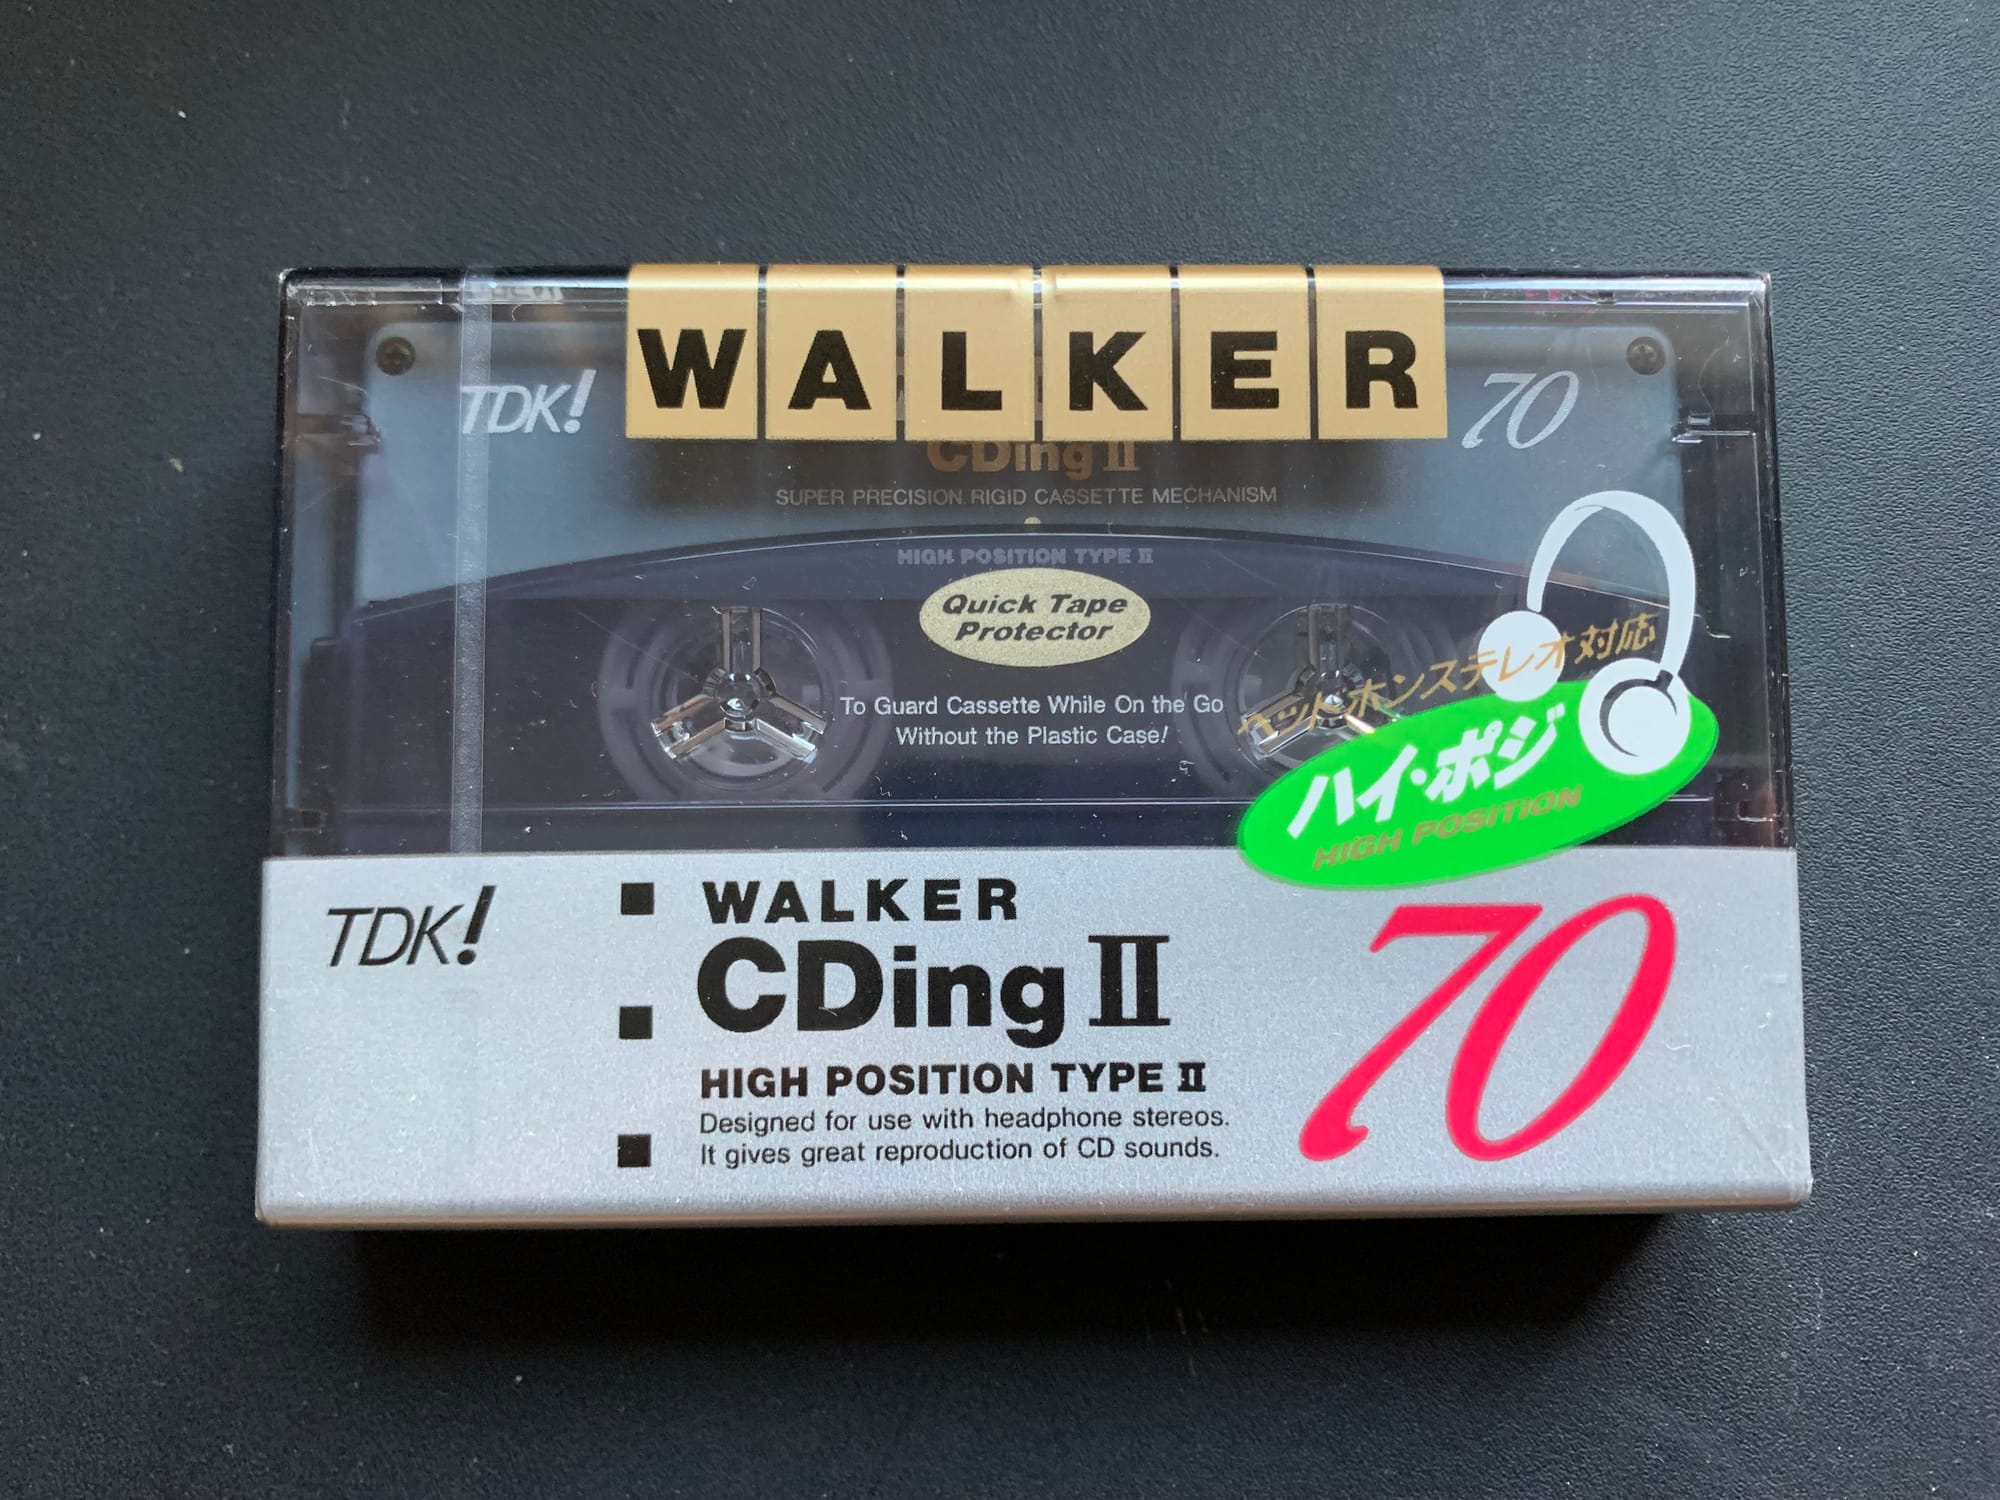 WALKER
TDK!
70
CDing II
SUPER PRECISION RIGID CASSETTE MECHANISM
HIGH POSITION TYPE II
Quick Tape
Protector
To Guard Cassette While On the Go
Without the Plastic Case!
ヘッドホンステレオ対応
ハイ・ポジ
HIGH POSITION
TDK!
WALKER
CDing II
70
HIGH POSITION TYPE II
Designed for use with headphone stereos.
It gives great reproduction of CD sounds.